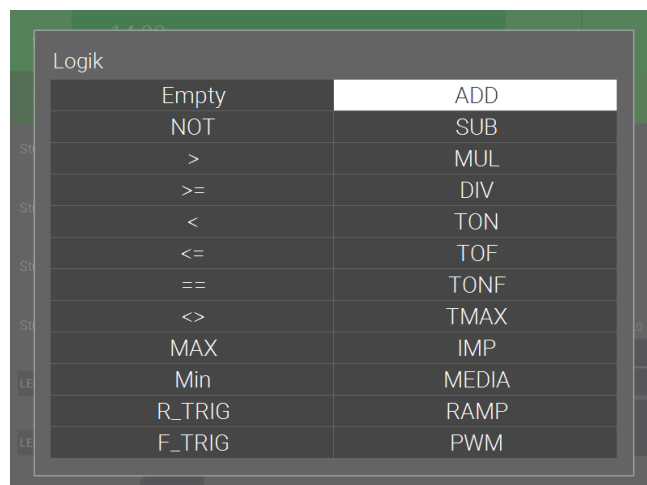 Logik
Empty ADD
NOT SUB
> MUL
>= DIV
< TON
<= TOF
== TONF
<> TMAX
MAX IMP
Min MEDIA
R_TRIG RAMP
F_TRIG PWM